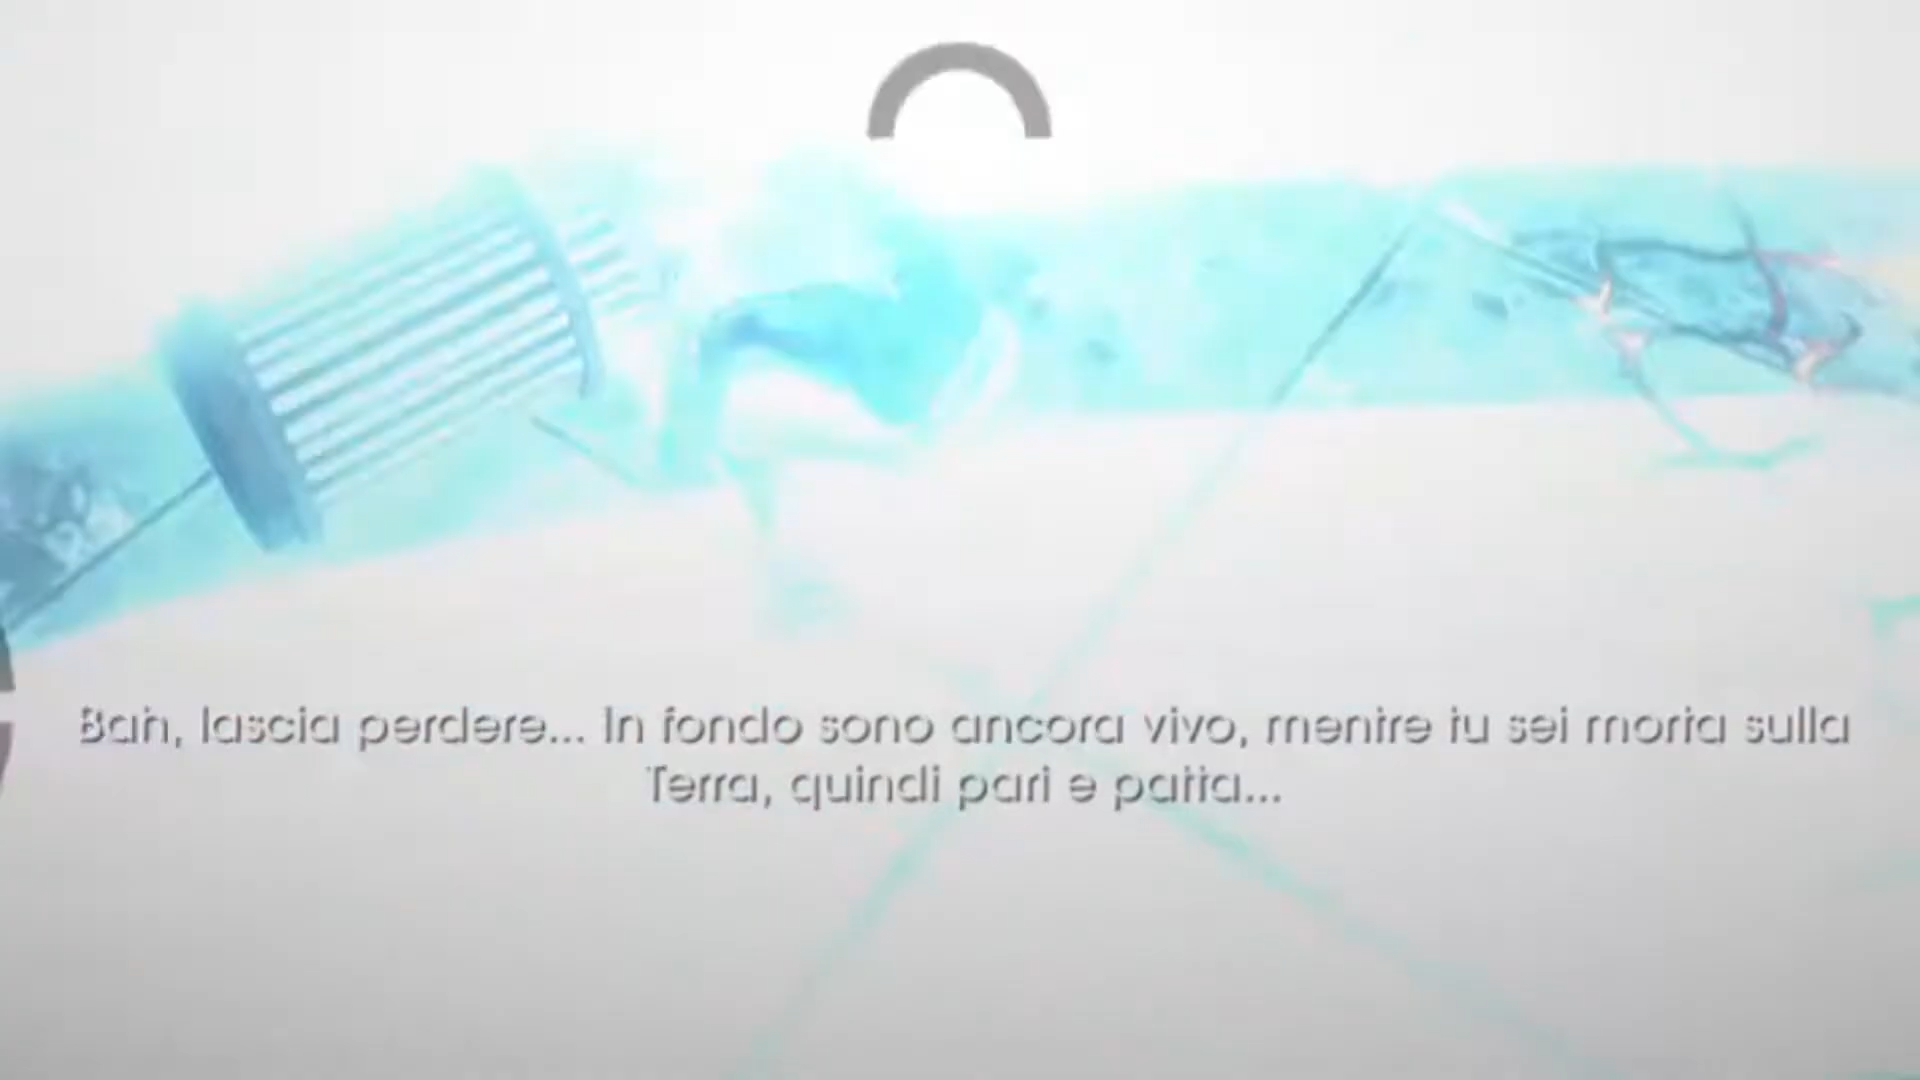 Bah, lascia perdere... In fondo sono ancora vivo, mentre tu sei morta sulla
Terra, quindi pari e patta...